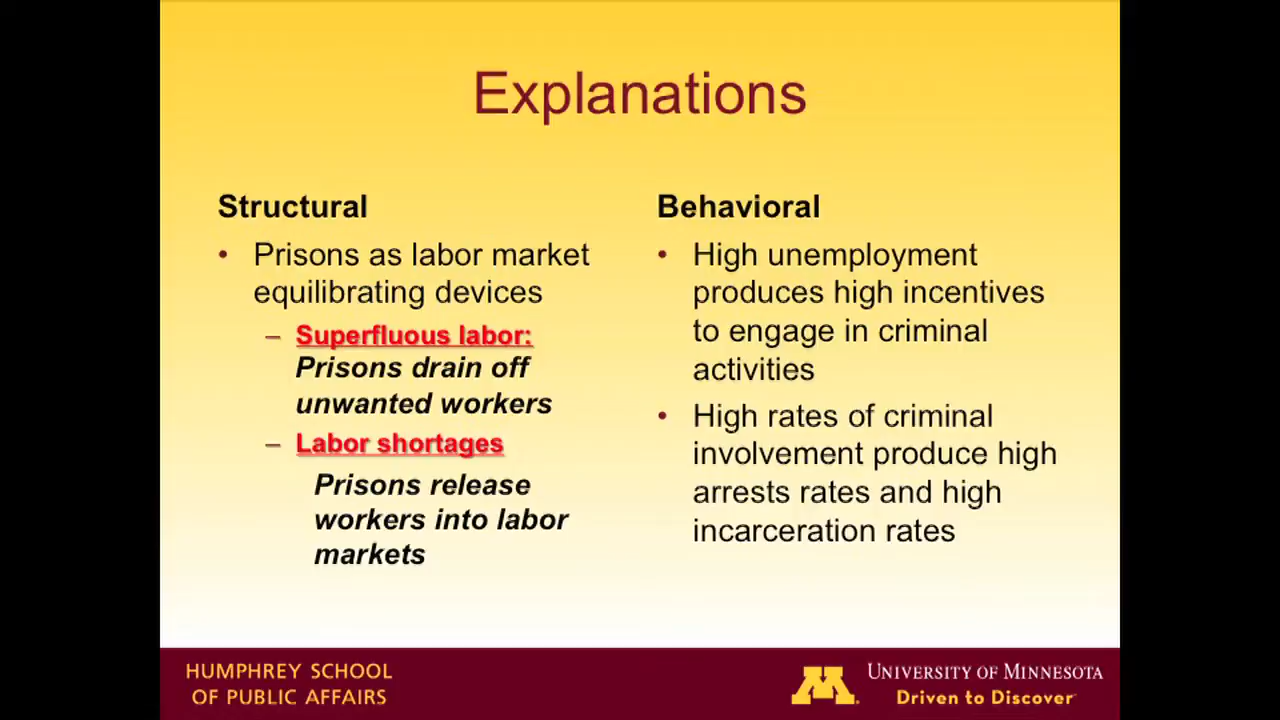 Explanations
Structural
• Prisons as labor market
equilibrating devices
– Superfluous labor:
Prisons drain off
unwanted workers
– Labor shortages
Prisons release
workers into labor
markets
Behavioral
• High unemployment
produces high incentives
to engage in criminal
activities
• High rates of criminal
involvement produce high
arrests rates and high
incarceration rates
HUMPHREY SCHOOL
OF PUBLIC AFFAIRS
M
UNIVERSITY OF MINNESOTA
Driven to Discover